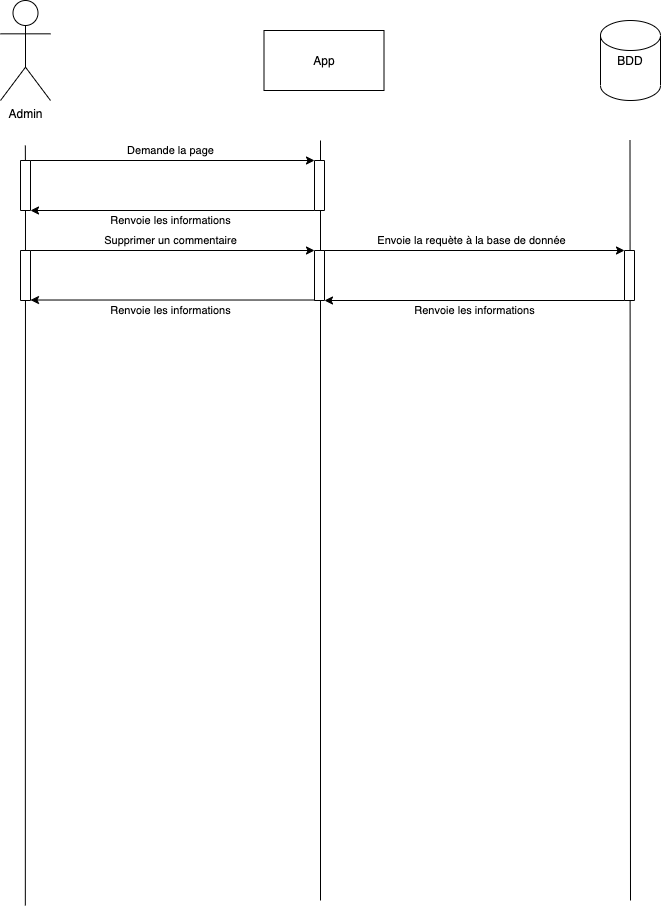 App
BDD
Admin
Demande la page
Renvoie les informations
Supprimer un commentaire
Envoie la requète à la base de donnée
Renvoie les informations
Renvoie les informations